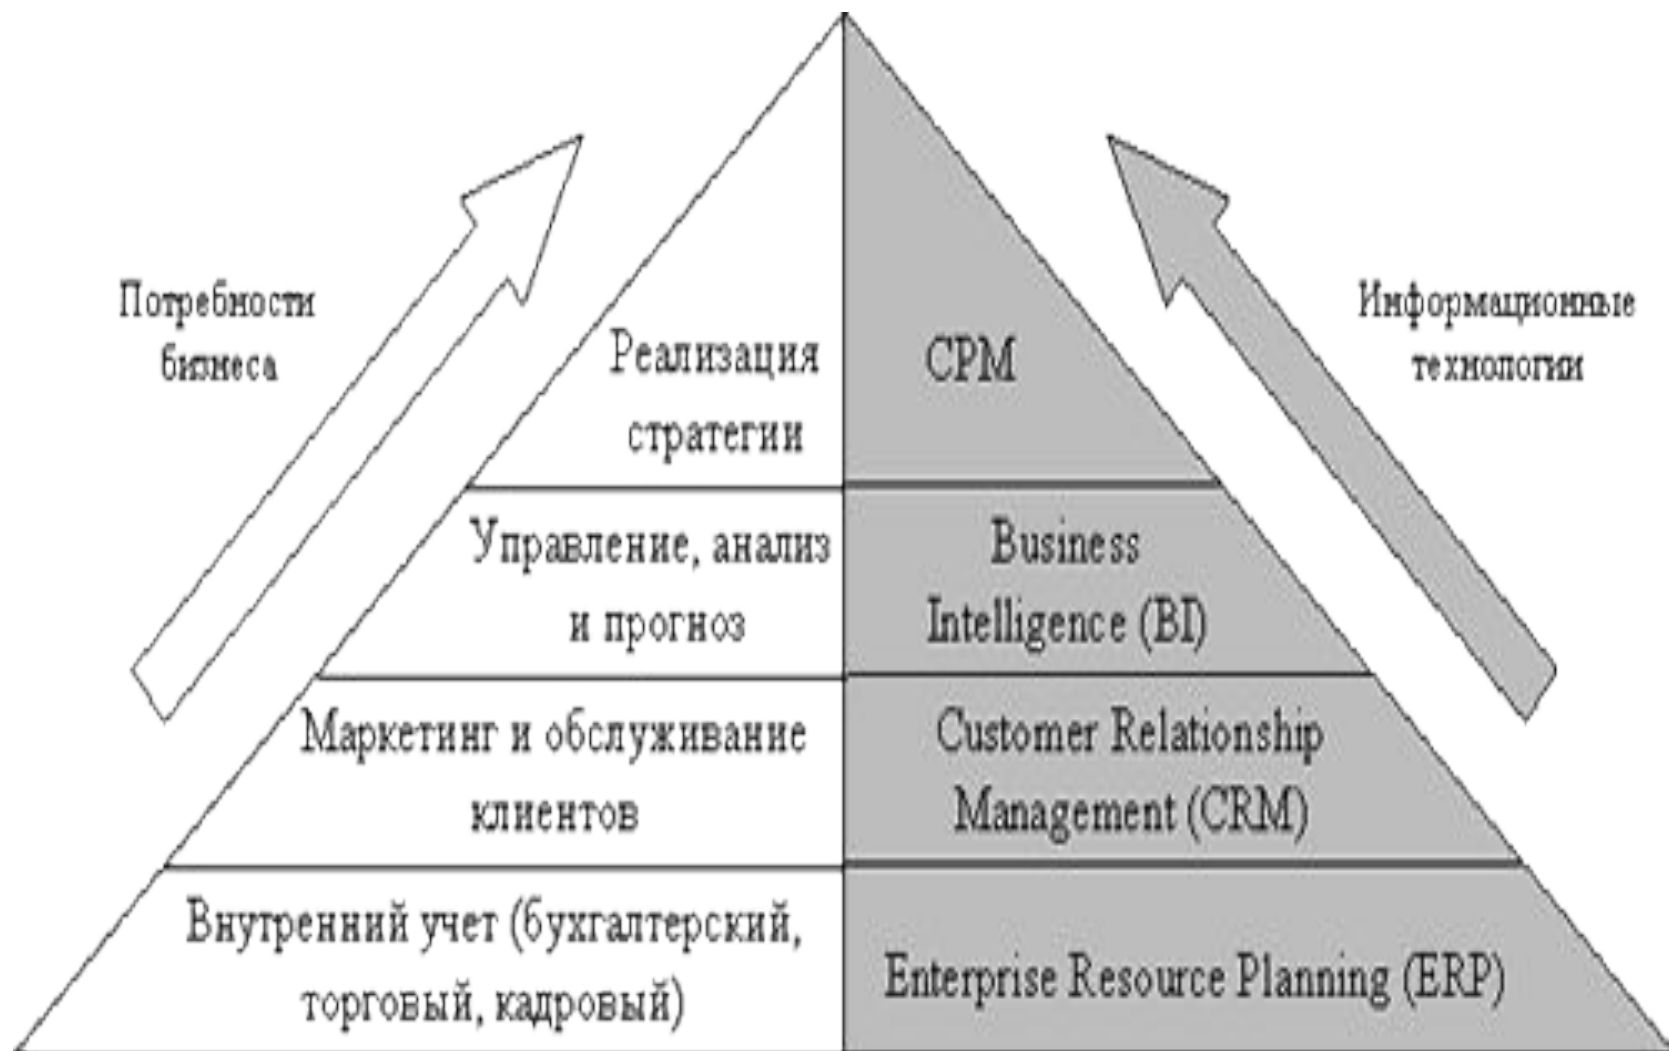 Потребности
бизнеса
Информационные
технологии
Реализация
стратегии
CPM
Управление, анализ
и прогноз
Business
Intelligence (BI)
Маркетинг и обслуживание
клиентов
Customer Relationship
Management (CRM)
Внутренний учет (бухгалтерский,
торговый, кадровый)
Enterprise Resource Planning (ERP)